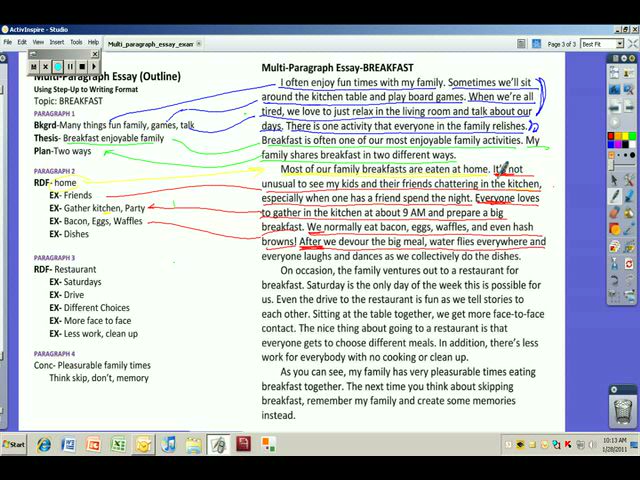 ActivInspire - Studio
File Edit View Insert Tools Help
Page 3 of 3
Best Fit
Multi_paragraph_essay_exam
Multi-Paragraph Essay (Outline)
Using Step-Up to Writing Format
Topic: BREAKFAST
PARAGRAPH 1
Bkgrd-Many things fun family, games, talk
Thesis- Breakfast enjoyable family
Plan-Two ways
PARAGRAPH 2
RDF- home
EX- Friends
EX- Gather kitchen, Party
EX- Bacon, Eggs, Waffles
EX- Dishes
PARAGRAPH 3
RDF- Restaurant
EX- Saturdays
EX- Drive
EX- Different Choices
EX- More face to face
EX- Less work, clean up
PARAGRAPH 4
Conc- Pleasurable family times
Think skip, don't, memory
Multi-Paragraph Essay-BREAKFAST
I often enjoy fun times with my family. Sometimes we'll sit
around the kitchen table and play board games. When we're all
tired, we love to just relax in the living room and talk about our
days. There is one activity that everyone in the family relishes.
Breakfast is often one of our most enjoyable family activities. My
family shares breakfast in two different ways.
Most of our family breakfasts are eaten at home. It's not
unusual to see my kids and their friends chattering in the kitchen,
especially when one has a friend spend the night. Everyone loves
to gather in the kitchen at about 9 AM and prepare a big
breakfast. We normally eat bacon, eggs, waffles, and even hash
browns! After we devour the big meal, water flies everywhere and
everyone laughs and dances as we collectively do the dishes.
On occasion, the family ventures out to a restaurant for
breakfast. Saturday is the only day of the week this is possible for
us. Even the drive to the restaurant is fun as we tell stories to
each other. Sitting at the table together, we get more face-to-face
contact. The nice thing about going to a restaurant is that
everyone gets to choose different meals. In addition, there's less
work for everybody with no cooking or clean up.
As you can see, my family has very pleasurable times eating
breakfast together. The next time you think about skipping
breakfast, remember my family and create some memories
instead.
Start
10:13 AM
1/28/2011